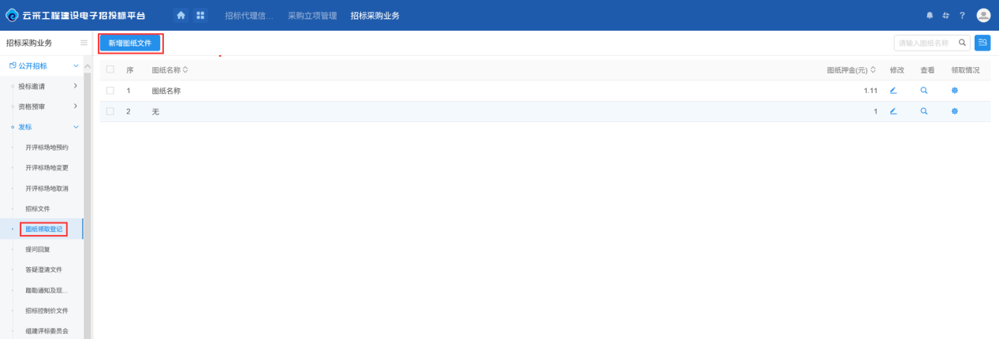 云采工程建设电子招投标平台 招标代理信... 采购立项管理 招标采购业务 ?
招标采购业务 新增图纸文件 请输入图纸名称
公开招标 序 图纸名称 图纸押金(元) 修改 查看 领取情况
投标邀请 1 图纸名称 1.11
资格预审 2 无 1
发标
开评标场地预约
开评标场地变更
开评标场地取消
招标文件
图纸领取登记
提问回复
答疑澄清文件
踏勘通知及现...
招标控制价文件
组建评标委员会